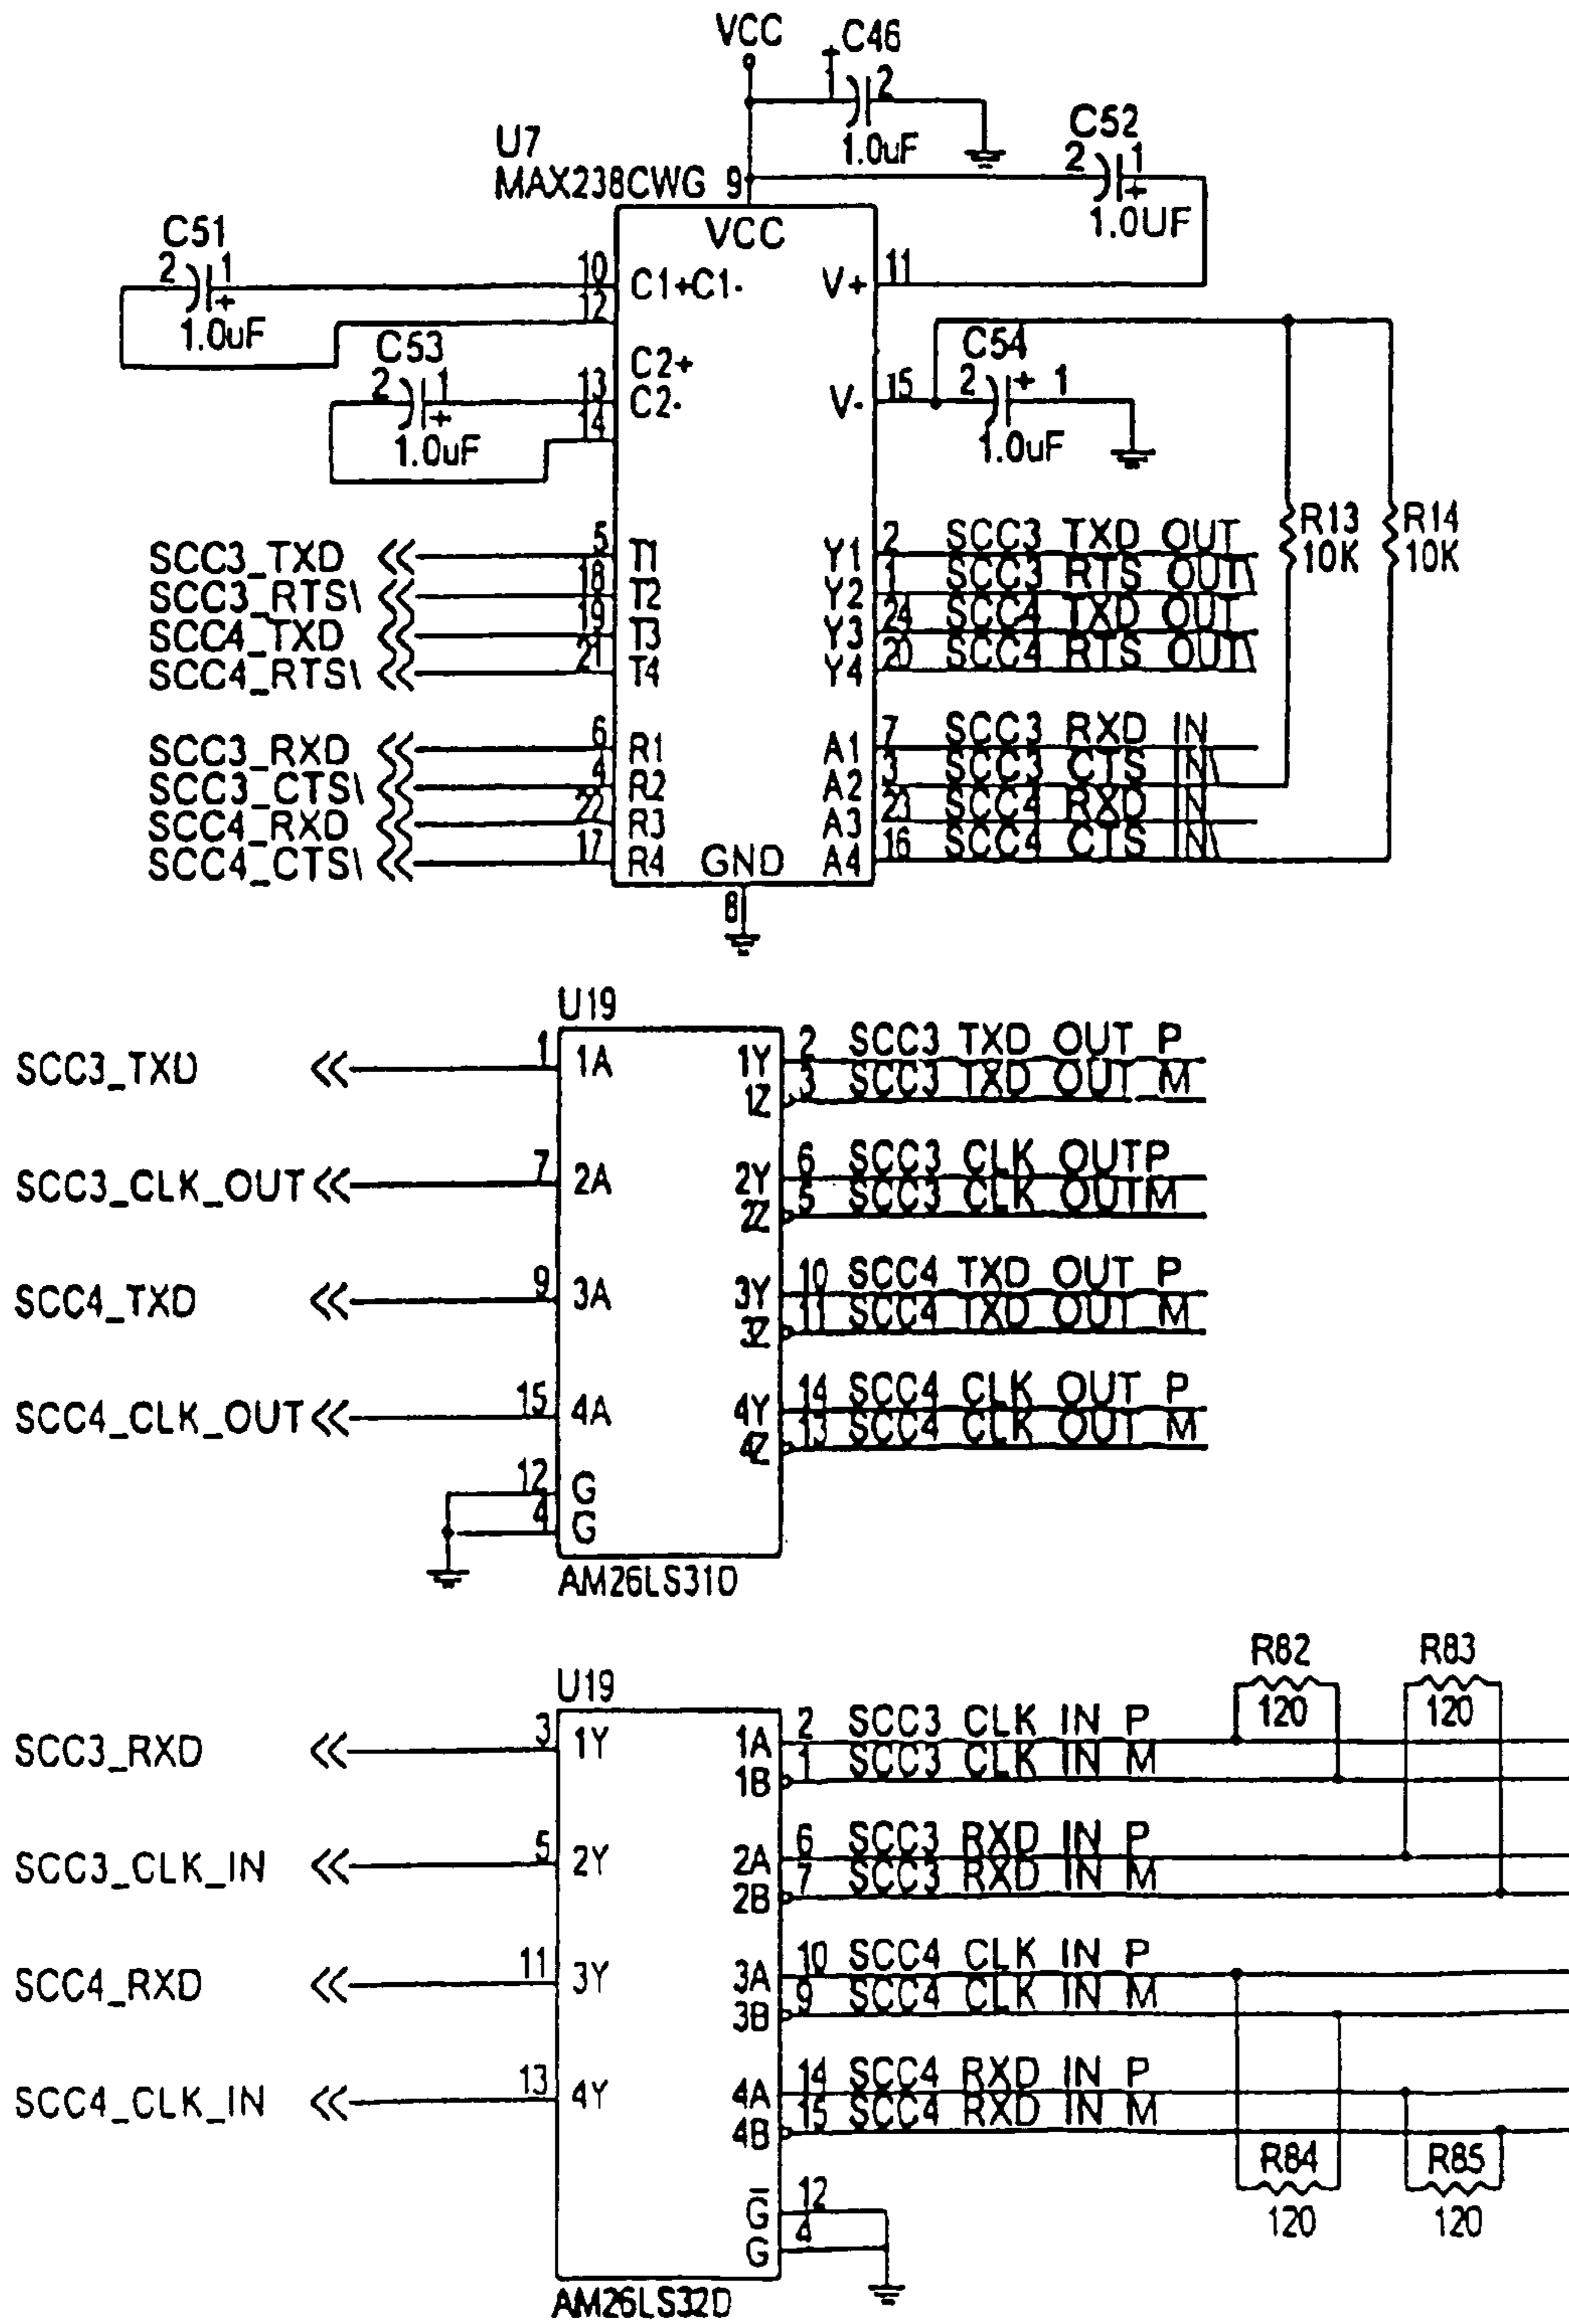 VCC
C46
1 2
1.0uF
U7
MAX238CWG 9
C52
2 1
+
1.0UF
VCC
C51
2 1
+
1.0uF
10 C1+C1-
12
V+ 11
C53
2 1
+
1.0uF
C2+
13 C2-
14
V- 15
C54
2 + 1
1.0uF
R13
10K
R14
10K
SCC3_TXD 5 T1 Y1 2 SCC3 TXD OUT
SCC3_RTS\ 18 T2 Y2 1 SCC3 RTS OUT\
SCC4_TXD 19 T3 Y3 24 SCC4 TXD OUT
SCC4_RTS\ 21 T4 Y4 20 SCC4 RTS OUT\
SCC3_RXD 6 R1 A1 7 SCC3 RXD IN
SCC3_CTS\ 4 R2 A2 3 SCC3 CTS IN\
SCC4_RXD 22 R3 A3 23 SCC4 RXD IN
SCC4_CTS\ 17 R4 GND A4 16 SCC4 CTS IN\
8
U19
SCC3_TXD 1 1A 1Y 2 SCC3 TXD OUT P
1Z 3 SCC3 TXD OUT M
SCC3_CLK_OUT 7 2A 2Y 6 SCC3 CLK OUTP
2Z 5 SCC3 CLK OUTM
SCC4_TXD 9 3A 3Y 10 SCC4 TXD OUT P
3Z 11 SCC4 TXD OUT M
SCC4_CLK_OUT 15 4A 4Y 14 SCC4 CLK OUT P
4Z 13 SCC4 CLK OUT M
12 G
4 G
AM26LS31D
R82
120
R83
120
U19
SCC3_RXD 3 1Y 1A 2 SCC3 CLK IN P
1B 1 SCC3 CLK IN M
SCC3_CLK_IN 5 2Y 2A 6 SCC3 RXD IN P
2B 7 SCC3 RXD IN M
SCC4_RXD 11 3Y 3A 10 SCC4 CLK IN P
3B 9 SCC4 CLK IN M
SCC4_CLK_IN 13 4Y 4A 14 SCC4 RXD IN P
4B 15 SCC4 RXD IN M
R84
120
R85
120
G̅ 12
G 4
AM26LS32D